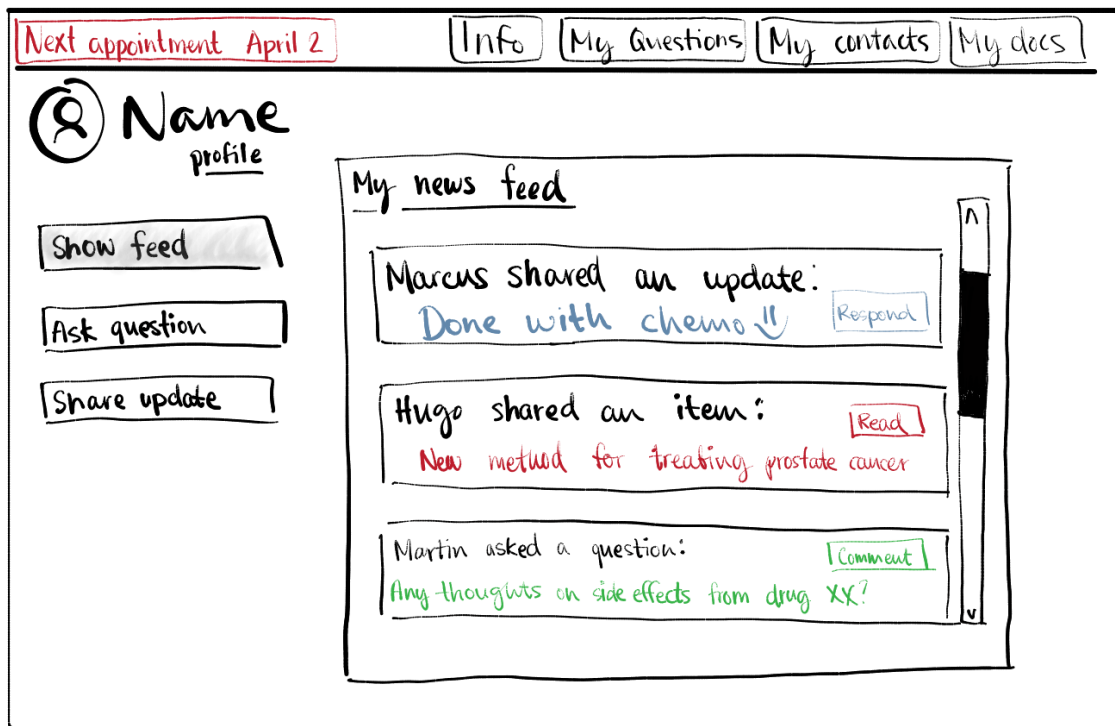 Next appointment April 2
Info
My Questions
My contacts
My docs
Name
profile
Show feed
Ask question
Share update
My news feed
Marcus shared an update:
Done with chemo
Respond
Hugo shared an item:
Read
New method for treating prostate cancer
Martin asked a question:
Comment
Any thoughts on side effects from drug XX?